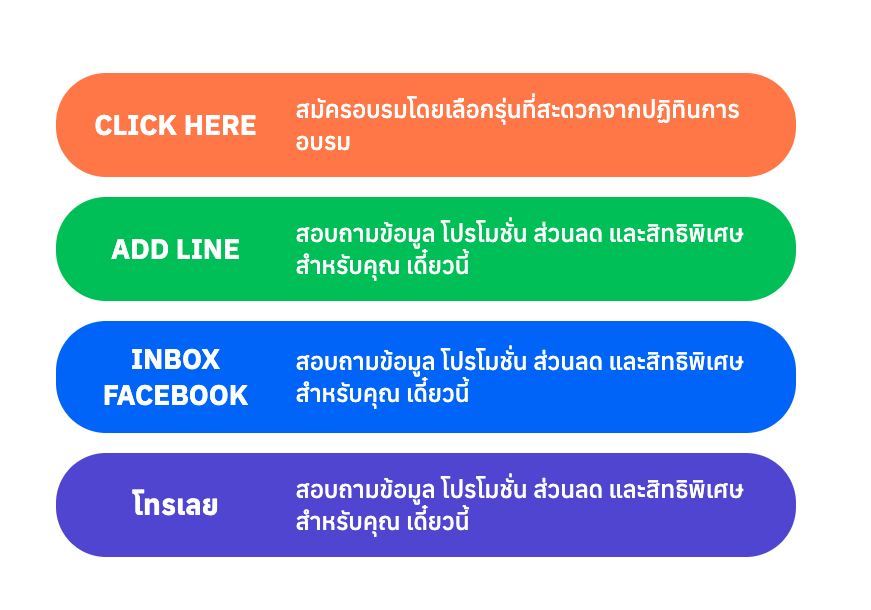 CLICK HERE
สมัครอบรมโดยเลือกรุ่นที่สะดวกจากปฏิทินการ
อบรม
ADD LINE
สอบถามข้อมูล โปรโมชั่น ส่วนลด และสิทธิพิเศษ
สำหรับคุณ เดี๋ยวนี้
INBOX
FACEBOOK
สอบถามข้อมูล โปรโมชั่น ส่วนลด และสิทธิพิเศษ
สำหรับคุณ เดี๋ยวนี้
โทรเลย
สอบถามข้อมูล โปรโมชั่น ส่วนลด และสิทธิพิเศษ
สำหรับคุณ เดี๋ยวนี้